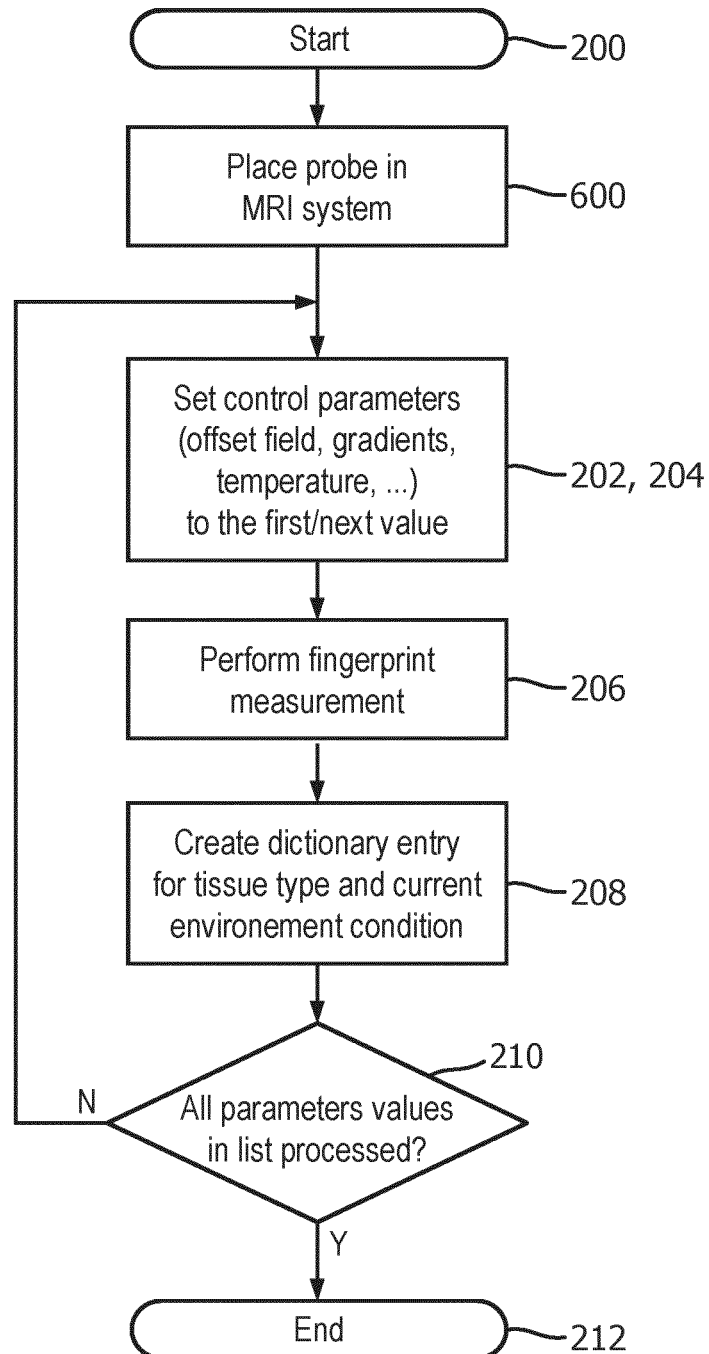 Start
200
Place probe in
MRI system
600
Set control parameters
(offset field, gradients,
temperature, ...)
to the first/next value
202, 204
Perform fingerprint
measurement
206
Create dictionary entry
for tissue type and current
environement condition
208
210
All parameters values
in list processed?
N
Y
End
212